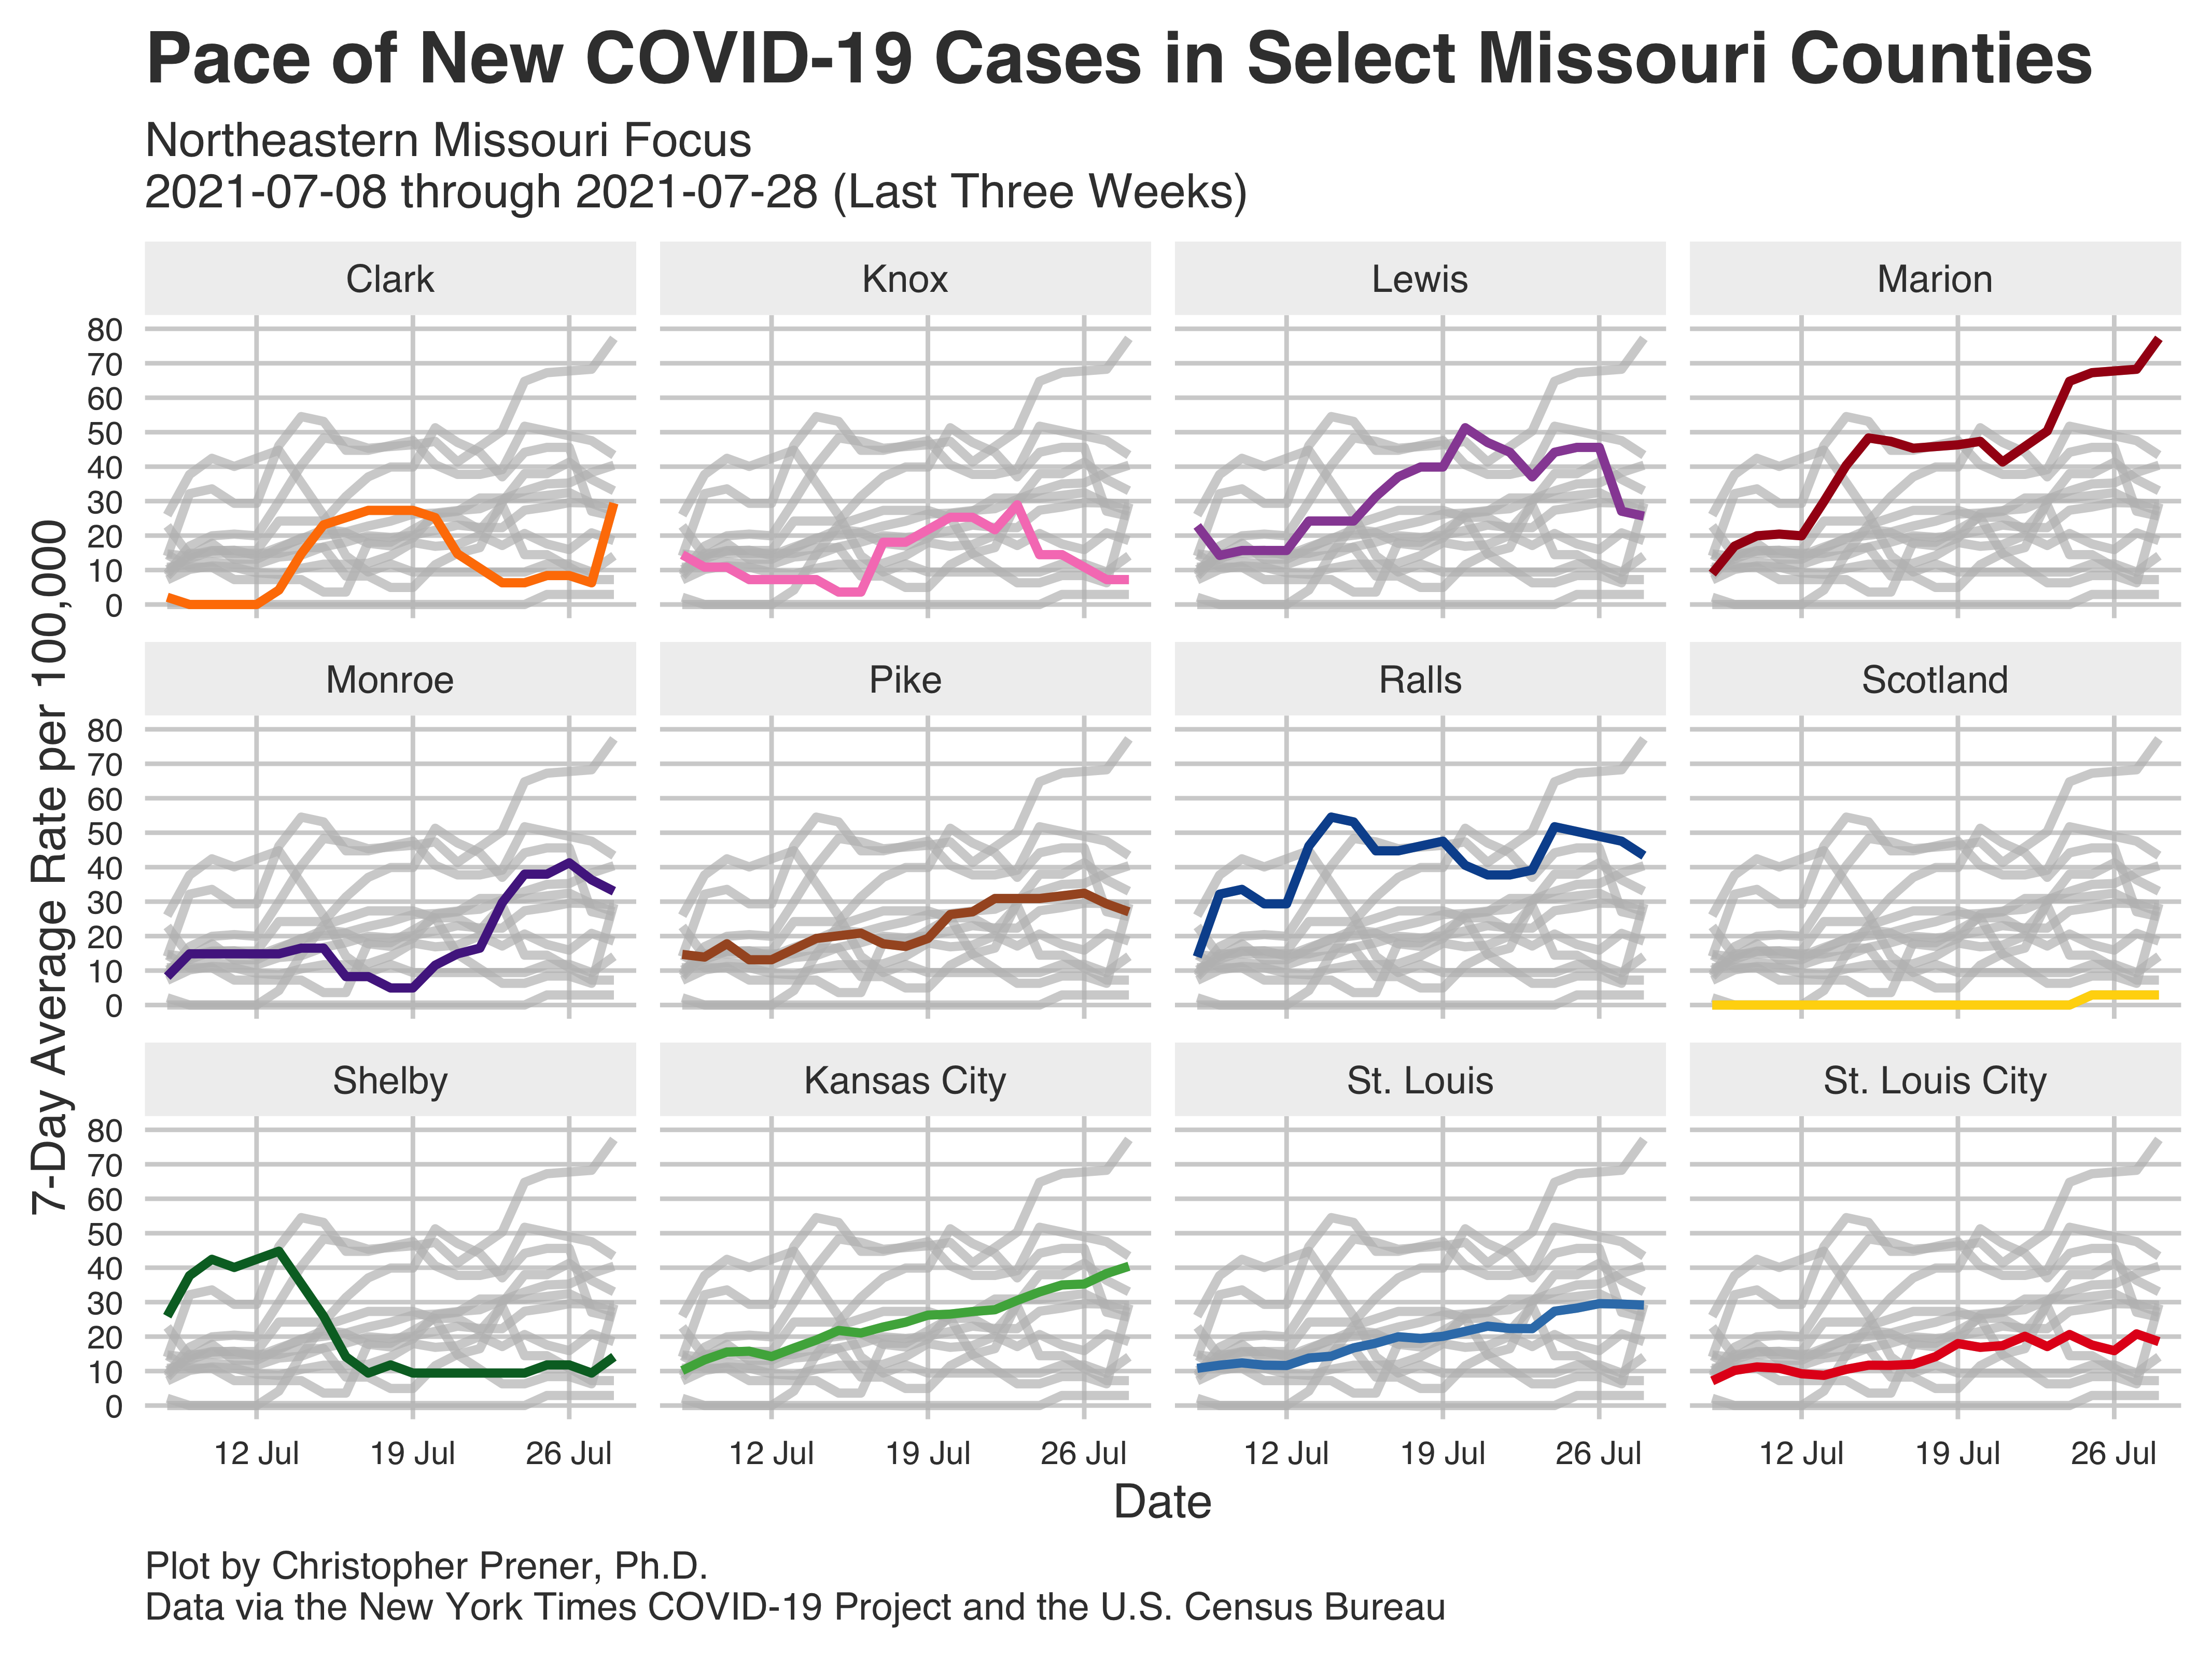 Pace of New COVID-19 Cases in Select Missouri Counties
Northeastern Missouri Focus
2021-07-08 through 2021-07-28 (Last Three Weeks)
Clark
Knox
Lewis
Marion
80
70
60
50
40
30
20
10
0
Monroe
Pike
Ralls
Scotland
80
70
60
50
40
30
20
10
0
Shelby
Kansas City
St. Louis
St. Louis City
80
70
60
50
40
30
20
10
0
7-Day Average Rate per 100,000
12 Jul 19 Jul 26 Jul
12 Jul 19 Jul 26 Jul
12 Jul 19 Jul 26 Jul
12 Jul 19 Jul 26 Jul
Date
Plot by Christopher Prener, Ph.D.
Data via the New York Times COVID-19 Project and the U.S. Census Bureau